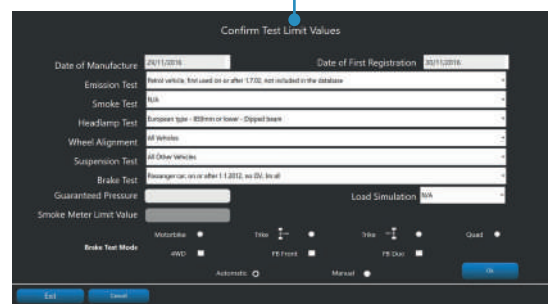 Confirm Test Limit Values
Date of Manufacture 29/11/2016 Date of First Registration 30/11/2016
Emission Test Petrol vehicle, first used on or after 1.7.02, not included in the database
Smoke Test N/A
Headlamp Test European type - 850mm or lower - Dipped beam
Wheel Alignment All Vehicles
Suspension Test All Other Vehicles
Brake Test Passenger car, on or after 1.1.2012, no
Guaranteed Pressure Load Simulation N/A
Smoke Meter Limit Value
Motorbike Trike Trike Quad
Brake Test Mode
4WD PB Front PB Dual
Automatic Manual Ok
Exit Cancel